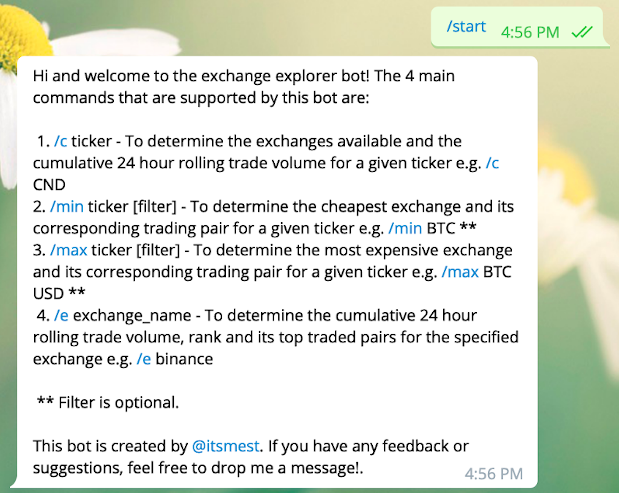 /start 4:56 PM
Hi and welcome to the exchange explorer bot! The 4 main
commands that are supported by this bot are:
1. /c ticker - To determine the exchanges available and the
cumulative 24 hour rolling trade volume for a given ticker e.g. /c
CND
2. /min ticker [filter] - To determine the cheapest exchange and its
corresponding trading pair for a given ticker e.g. /min BTC **
3. /max ticker [filter] - To determine the most expensive exchange
and its corresponding trading pair for a given ticker e.g. /max BTC
USD **
4. /e exchange_name - To determine the cumulative 24 hour
rolling trade volume, rank and its top traded pairs for the specified
exchange e.g. /e binance
** Filter is optional.
This bot is created by @itsmest. If you have any feedback or
suggestions, feel free to drop me a message!.
4:56 PM